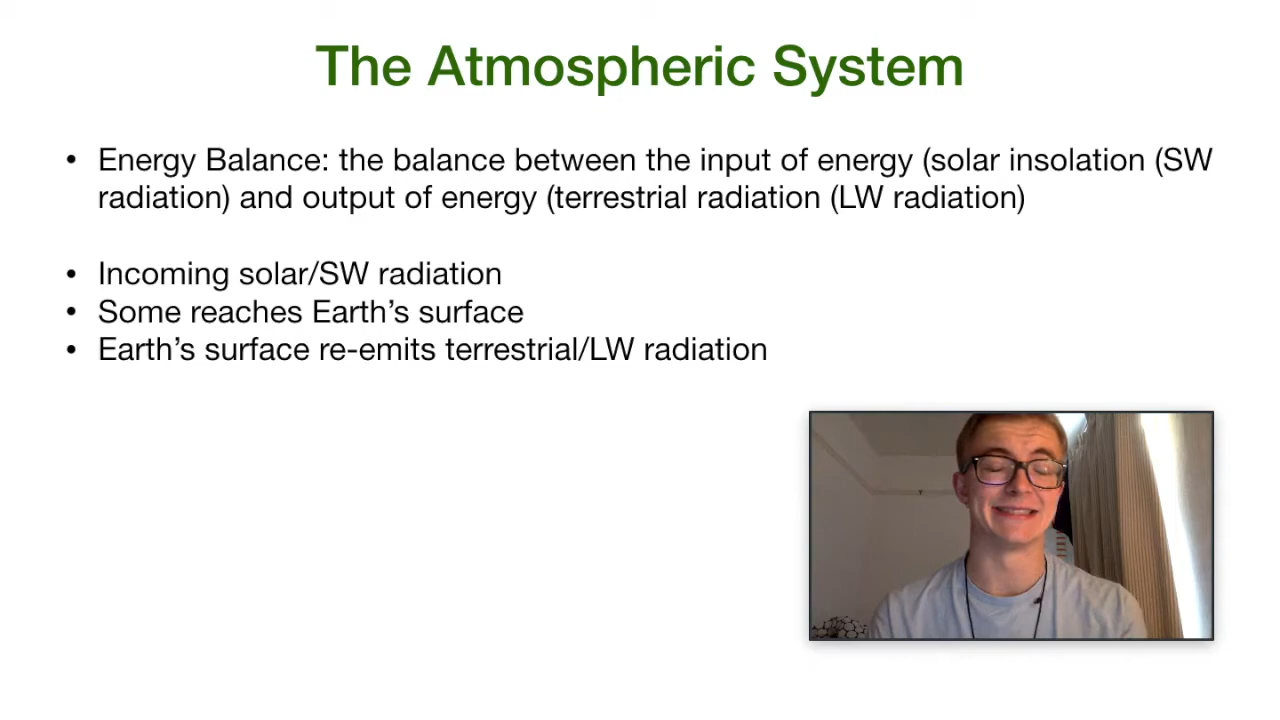 The Atmospheric System
• Energy Balance: the balance between the input of energy (solar insolation (SW
radiation) and output of energy (terrestrial radiation (LW radiation)
• Incoming solar/SW radiation
• Some reaches Earth’s surface
• Earth’s surface re-emits terrestrial/LW radiation